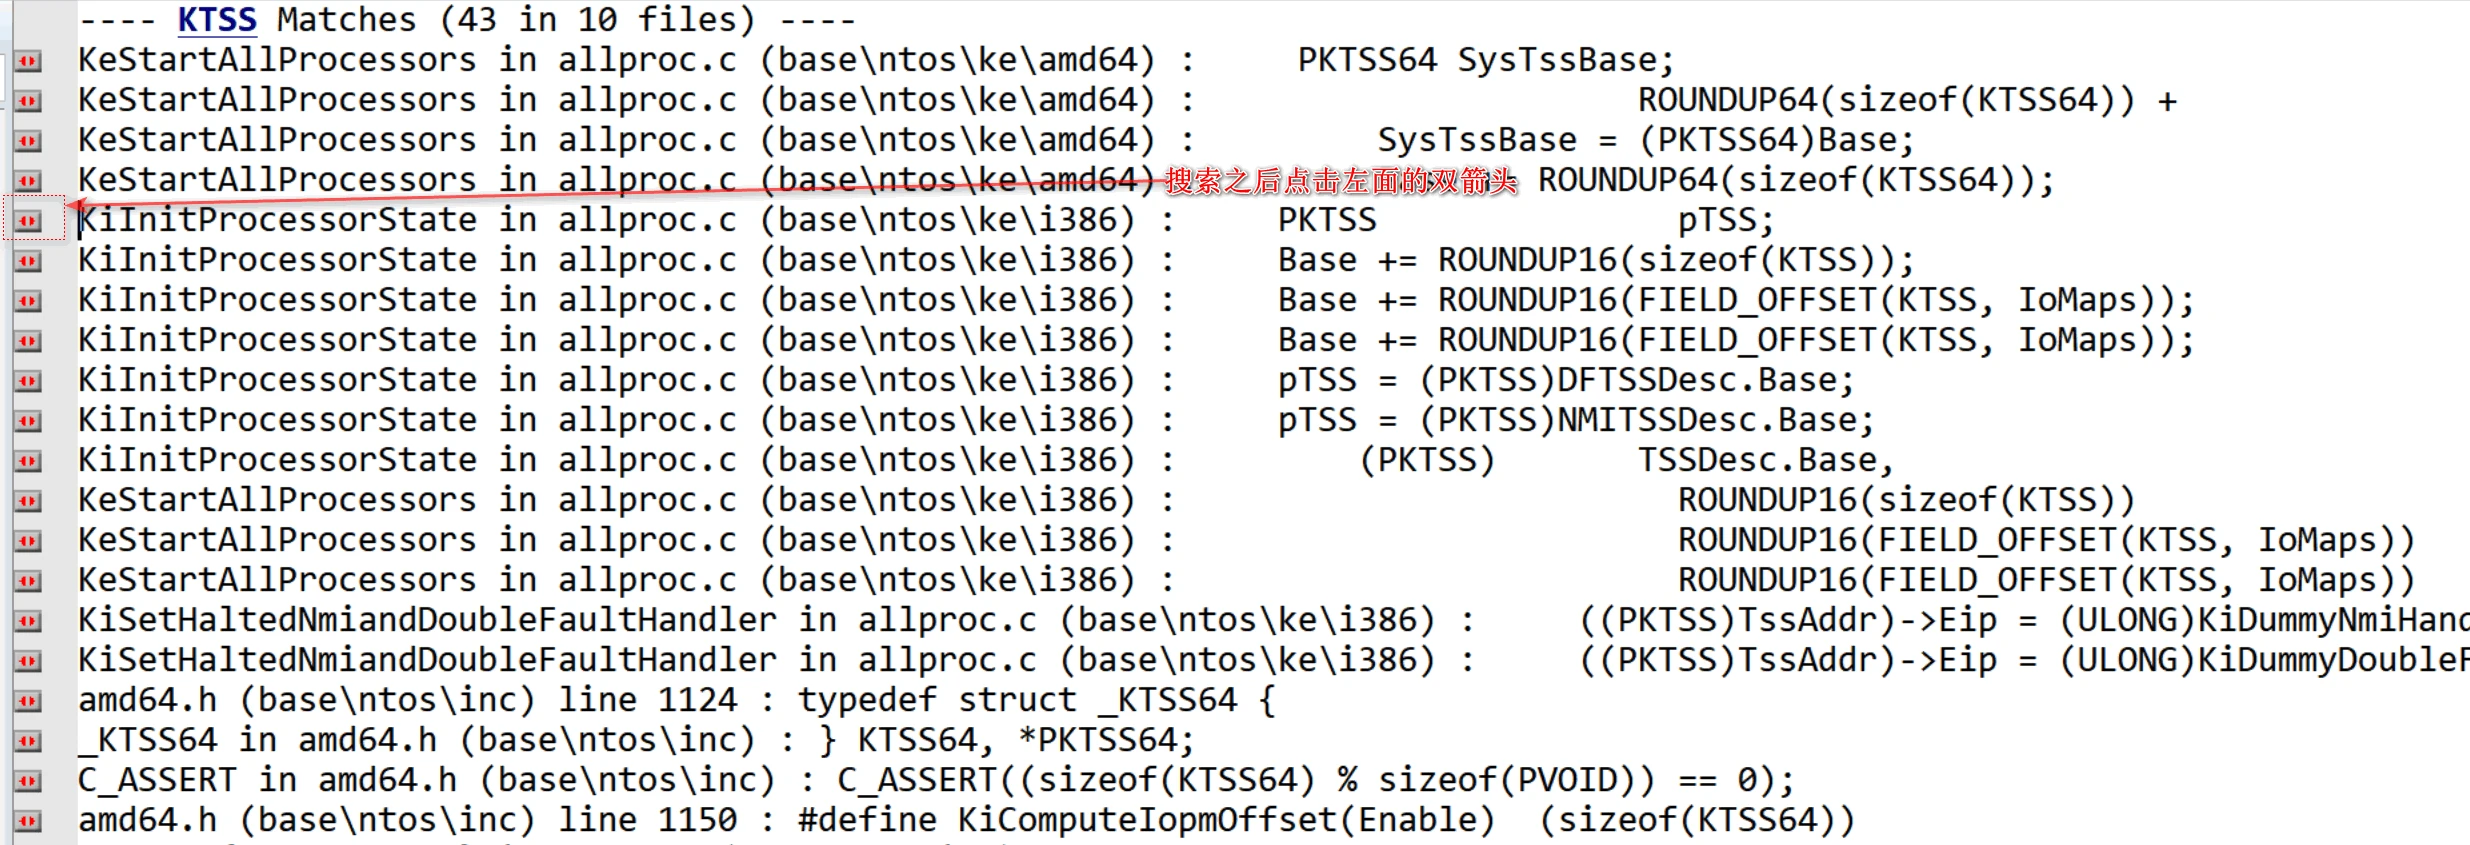 ---- KTSS Matches (43 in 10 files) ----
KeStartAllProcessors in allproc.c (base\ntos\ke\amd64) :     PKTSS64 SysTssBase;
KeStartAllProcessors in allproc.c (base\ntos\ke\amd64) :                      ROUNDUP64(sizeof(KTSS64)) +
KeStartAllProcessors in allproc.c (base\ntos\ke\amd64) :         SysTssBase = (PKTSS64)Base;
KeStartAllProcessors in allproc.c (base\ntos\ke\amd64) 搜索之后点击左面的双箭头 ROUNDUP64(sizeof(KTSS64));
KiInitProcessorState in allproc.c (base\ntos\ke\i386) :     PKTSS               pTSS;
KiInitProcessorState in allproc.c (base\ntos\ke\i386) :     Base += ROUNDUP16(sizeof(KTSS));
KiInitProcessorState in allproc.c (base\ntos\ke\i386) :     Base += ROUNDUP16(FIELD_OFFSET(KTSS, IoMaps));
KiInitProcessorState in allproc.c (base\ntos\ke\i386) :     Base += ROUNDUP16(FIELD_OFFSET(KTSS, IoMaps));
KiInitProcessorState in allproc.c (base\ntos\ke\i386) :     pTSS = (PKTSS)DFTSSDesc.Base;
KiInitProcessorState in allproc.c (base\ntos\ke\i386) :     pTSS = (PKTSS)NMITSSDesc.Base;
KiInitProcessorState in allproc.c (base\ntos\ke\i386) :         (PKTSS)       TSSDesc.Base,
KeStartAllProcessors in allproc.c (base\ntos\ke\i386) :                         ROUNDUP16(sizeof(KTSS))
KeStartAllProcessors in allproc.c (base\ntos\ke\i386) :                         ROUNDUP16(FIELD_OFFSET(KTSS, IoMaps))
KeStartAllProcessors in allproc.c (base\ntos\ke\i386) :                         ROUNDUP16(FIELD_OFFSET(KTSS, IoMaps))
KiSetHaltedNmiandDoubleFaultHandler in allproc.c (base\ntos\ke\i386) :     ((PKTSS)TssAddr)->Eip = (ULONG)KiDummyNmiHand
KiSetHaltedNmiandDoubleFaultHandler in allproc.c (base\ntos\ke\i386) :     ((PKTSS)TssAddr)->Eip = (ULONG)KiDummyDoubleF
amd64.h (base\ntos\inc) line 1124 : typedef struct _KTSS64 {
_KTSS64 in amd64.h (base\ntos\inc) : } KTSS64, *PKTSS64;
C_ASSERT in amd64.h (base\ntos\inc) : C_ASSERT((sizeof(KTSS64) % sizeof(PVOID)) == 0);
amd64.h (base\ntos\inc) line 1150 : #define KiComputeIopmOffset(Enable)  (sizeof(KTSS64))